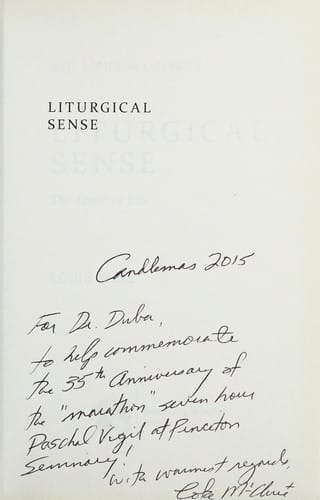 LITURGICAL
SENSE
Candlemas 2015
For Dr. Duba,
to help commemorate
the 35th Anniversary of
the "marathon" seven hour
Paschal Vigil at Princeton
Seminary!
with warmest regards,